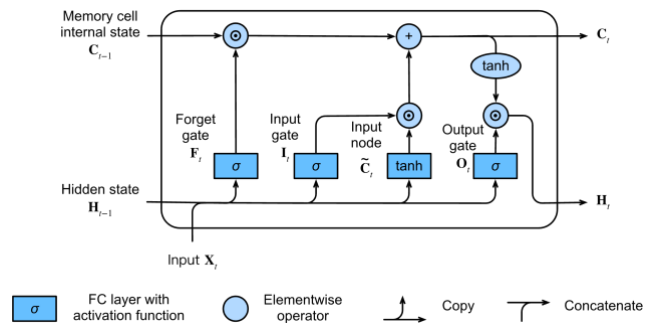 Memory cell
internal state
C_{t−1}
C_t
tanh
Forget
gate
F_t
Input
gate
I_t
Input
node
C̃_t
Output
gate
O_t
σ
σ
tanh
σ
Hidden state
H_{t−1}
H_t
Input X_t
σ
FC layer with
activation function
Elementwise
operator
Copy
Concatenate